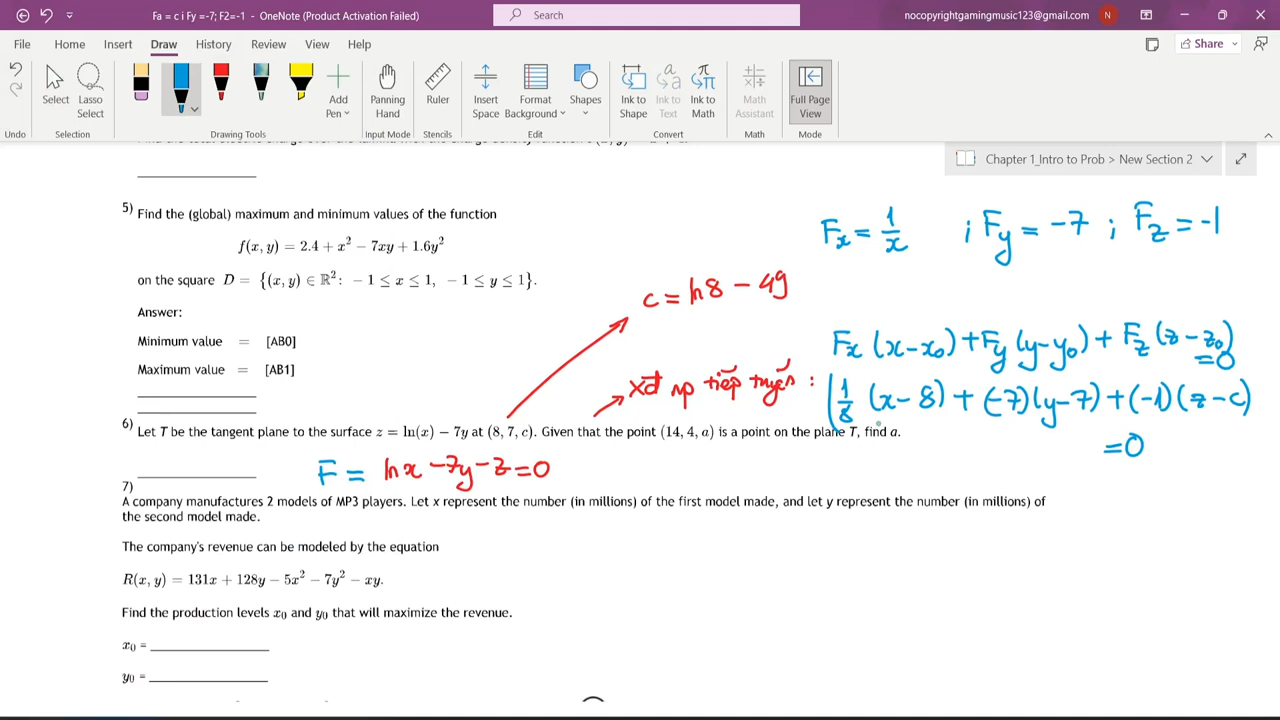 Fa = c i Fy =-7; F2=-1 - OneNote (Product Activation Failed)
Search
nocopyrightgamingmusic123@gmail.com
N
File Home Insert Draw History Review View Help
Share
Select
Lasso Select
Add Pen
Panning Hand
Ruler
Insert Space
Format Background
Shapes
Ink to Shape
Ink to Text
Ink to Math
Math Assistant
Full Page View
Undo Selection Drawing Tools Input Mode Stencils Edit Convert Math Mode
Chapter 1_Intro to Prob > New Section 2
5) Find the (global) maximum and minimum values of the function
f(x, y) = 2.4 + x² − 7xy + 1.6y²
on the square D = {(x, y) ∈ ℝ² : − 1 ≤ x ≤ 1, − 1 ≤ y ≤ 1}.
Answer:
Minimum value = [AB0]
Maximum value = [AB1]
Fx = 1/x ; Fy = -7 ; Fz = -1
c = ln8 - 49
Fx (x-x0) + Fy (y-y0) + Fz (z-z0) = 0
xđ mp tiếp tuyến :
1/8 (x-8) + (-7)(y-7) + (-1)(z-c)
= 0
6) Let T be the tangent plane to the surface z = ln(x) − 7y at (8, 7, c). Given that the point (14, 4, a) is a point on the plane T, find a.
F = lnx - 7y - z = 0
7)
A company manufactures 2 models of MP3 players. Let x represent the number (in millions) of the first model made, and let y represent the number (in millions) of
the second model made.
The company's revenue can be modeled by the equation
R(x, y) = 131x + 128y − 5x² − 7y² − xy.
Find the production levels x0 and y0 that will maximize the revenue.
x0 =
y0 =